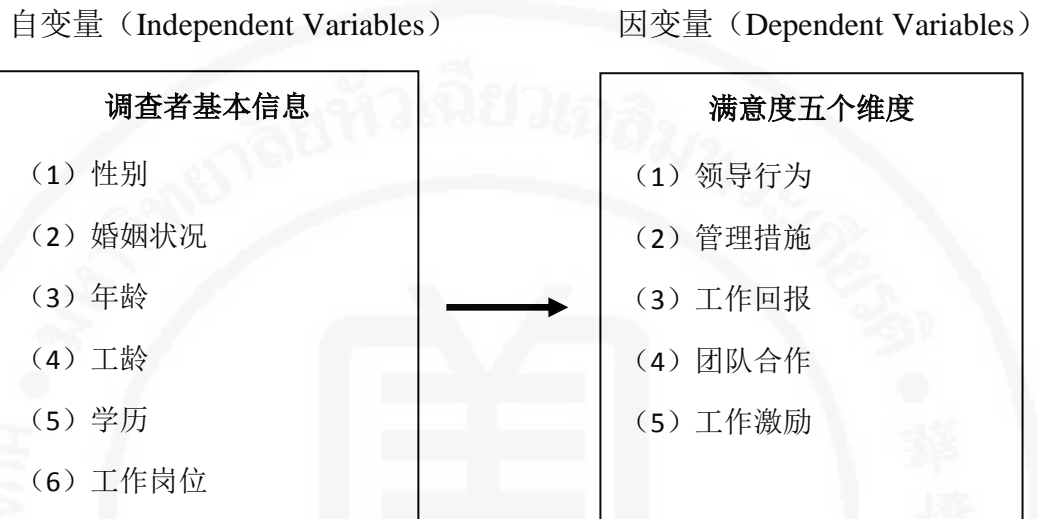 自变量（Independent Variables）
因变量（Dependent Variables）
调查者基本信息
（1）性别
（2）婚姻状况
（3）年龄
（4）工龄
（5）学历
（6）工作岗位
满意度五个维度
（1）领导行为
（2）管理措施
（3）工作回报
（4）团队合作
（5）工作激励